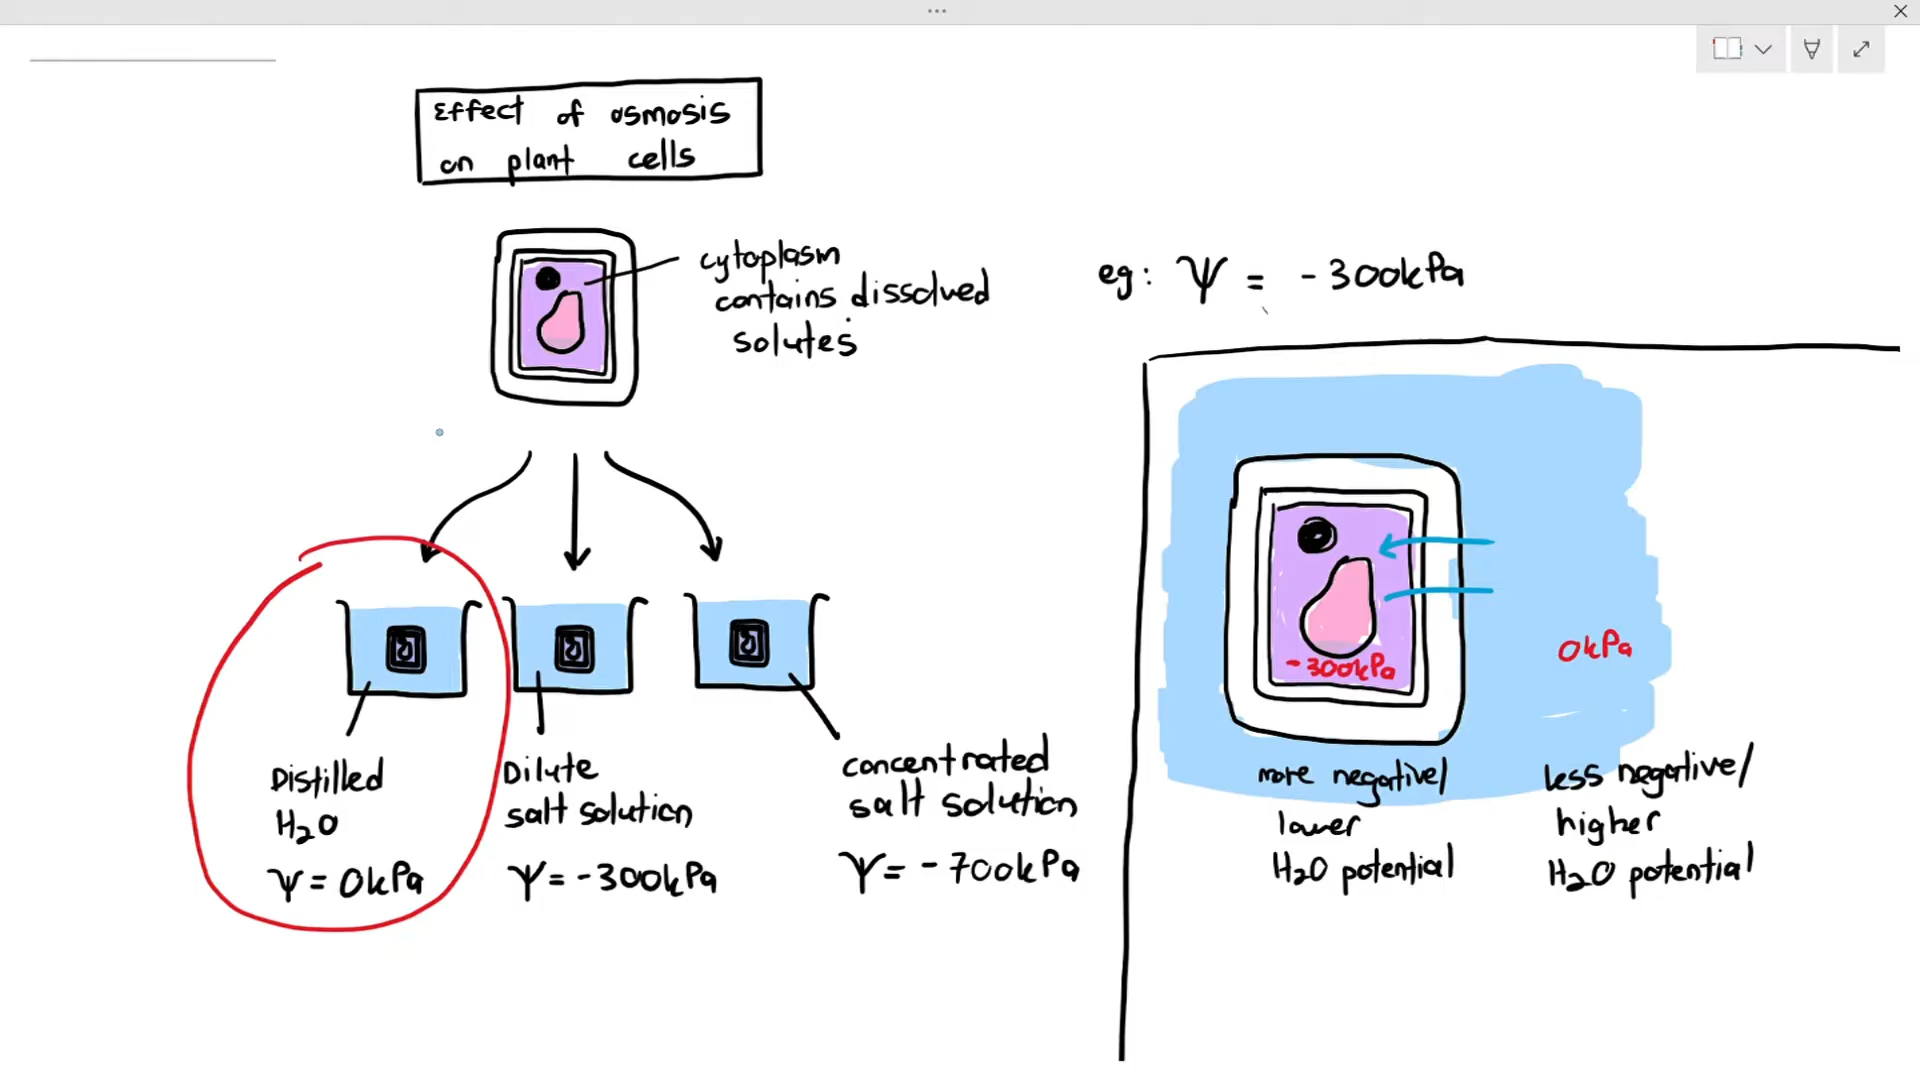 Effect of osmosis
on plant cells
cytoplasm
contains dissolved
solutes
eg: Ψ = -300kPa
-300kPa
0kPa
Distilled
H2O
Ψ = 0kPa
Dilute
salt solution
Ψ = -300kPa
concentrated
salt solution
Ψ = -700kPa
more negative/
lower
H2O potential
less negative/
higher
H2O potential